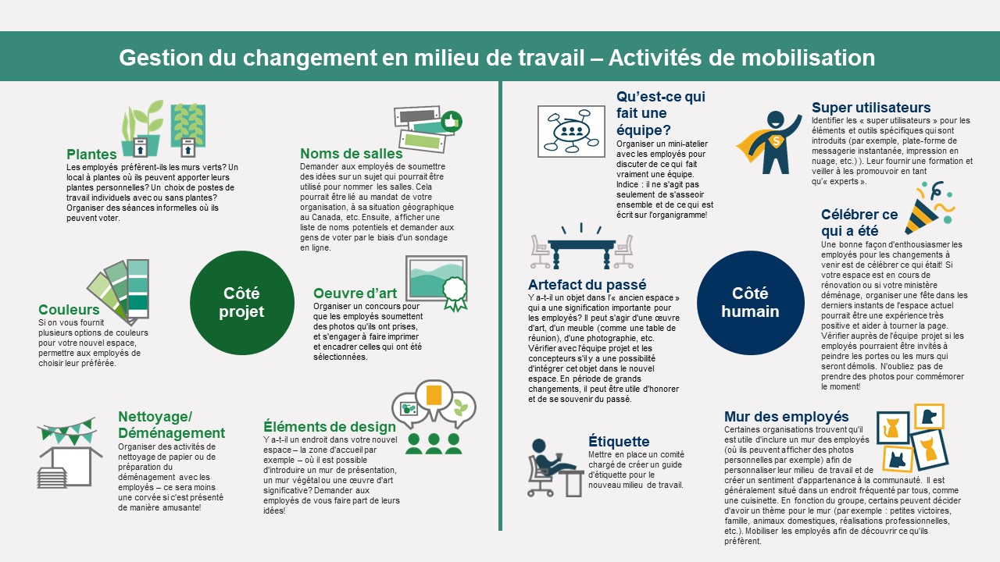 Gestion du changement en milieu de travail – Activités de mobilisation
Plantes
Les employés préfèrent-ils les murs verts? Un
local à plantes où ils peuvent apporter leurs
plantes personnelles? Un choix de postes de
travail individuels avec ou sans plantes?
Organiser des séances informelles où ils
peuvent voter.
Noms de salles
Demander aux employés de soumettre
des idées sur un sujet qui pourrait être
utilisé pour nommer les salles. Cela
pourrait être lié au mandat de votre
organisation, à sa situation géographique
au Canada, etc. Ensuite, afficher une
liste de noms potentiels et demander aux
gens de voter par le biais d'un sondage
en ligne.
Couleurs
Si on vous fournit
plusieurs options de couleurs
pour votre nouvel espace,
permettre aux employés de
choisir leur préférée.
Côté
projet
Oeuvre d’art
Organiser un concours pour
que les employés soumettent
des photos qu'ils ont prises,
et s'engager à faire imprimer
et encadrer celles qui ont été
sélectionnées.
Nettoyage/
Déménagement
Organiser des activités de
nettoyage de papier ou de
préparation du
déménagement avec les
employés – ce sera moins
une corvée si c'est présenté
de manière amusante!
Éléments de design
Y a-t-il un endroit dans votre nouvel
espace – la zone d'accueil par
exemple – où il est possible
d'introduire un mur de présentation,
un mur végétal ou une œuvre d'art
significative? Demander aux
employés de vous faire part de leurs
idées!
Qu’est-ce qui
fait une
équipe?
Organiser un mini-atelier
avec les employés pour
discuter de ce qui fait
vraiment une équipe.
Indice : il ne s'agit pas
seulement de s'asseoir
ensemble et de ce qui est
écrit sur l'organigramme!
S
Super utilisateurs
Identifier les « super utilisateurs » pour les
éléments et outils spécifiques qui sont
introduits (par exemple, plate-forme de
messagerie instantanée, impression en
nuage, etc.) ). Leur fournir une formation et
veiller à les promouvoir en tant
qu'« experts ».
Artefact du passé
Y a-t-il un objet dans l'« ancien espace »
qui a une signification importante pour
les employés? Il peut s'agir d'une œuvre
d'art, d'un meuble (comme une table de
réunion), d'une photographie, etc.
Vérifier avec l'équipe projet et les
concepteurs s'il y a une possibilité
d'intégrer cet objet dans le nouvel
espace. En période de grands
changements, il peut être utile d'honorer
et de se souvenir du passé.
Côté
humain
Célébrer ce
qui a été
Une bonne façon d'enthousiasmer les
employés pour les changements à
venir est de célébrer ce qui était! Si
votre espace est en cours de
rénovation ou si votre ministère
déménage, organiser une fête dans les
derniers instants de l'espace actuel
pourrait être une expérience très
positive et aider à tourner la page.
Vérifier auprès de l'équipe projet si les
employés pourraient être invités à
peindre les portes ou les murs qui
seront démolis. N'oubliez pas de
prendre des photos pour commémorer
le moment!
Étiquette
Mettre en place un comité
chargé de créer un guide
d'étiquette pour le
nouveau milieu de travail.
Mur des employés
Certaines organisations trouvent qu'il
est utile d'inclure un mur des employés
(où ils peuvent afficher des photos
personnelles par exemple) afin de
personnaliser leur milieu de travail et de
créer un sentiment d'appartenance à la communauté. Il est
généralement situé dans un endroit fréquenté par tous, comme
une cuisinette. En fonction du groupe, certains peuvent décider
d'avoir un thème pour le mur (par exemple : petites victoires,
famille, animaux domestiques, réalisations professionnelles,
etc.). Mobiliser les employés afin de découvrir ce qu'ils
préfèrent.